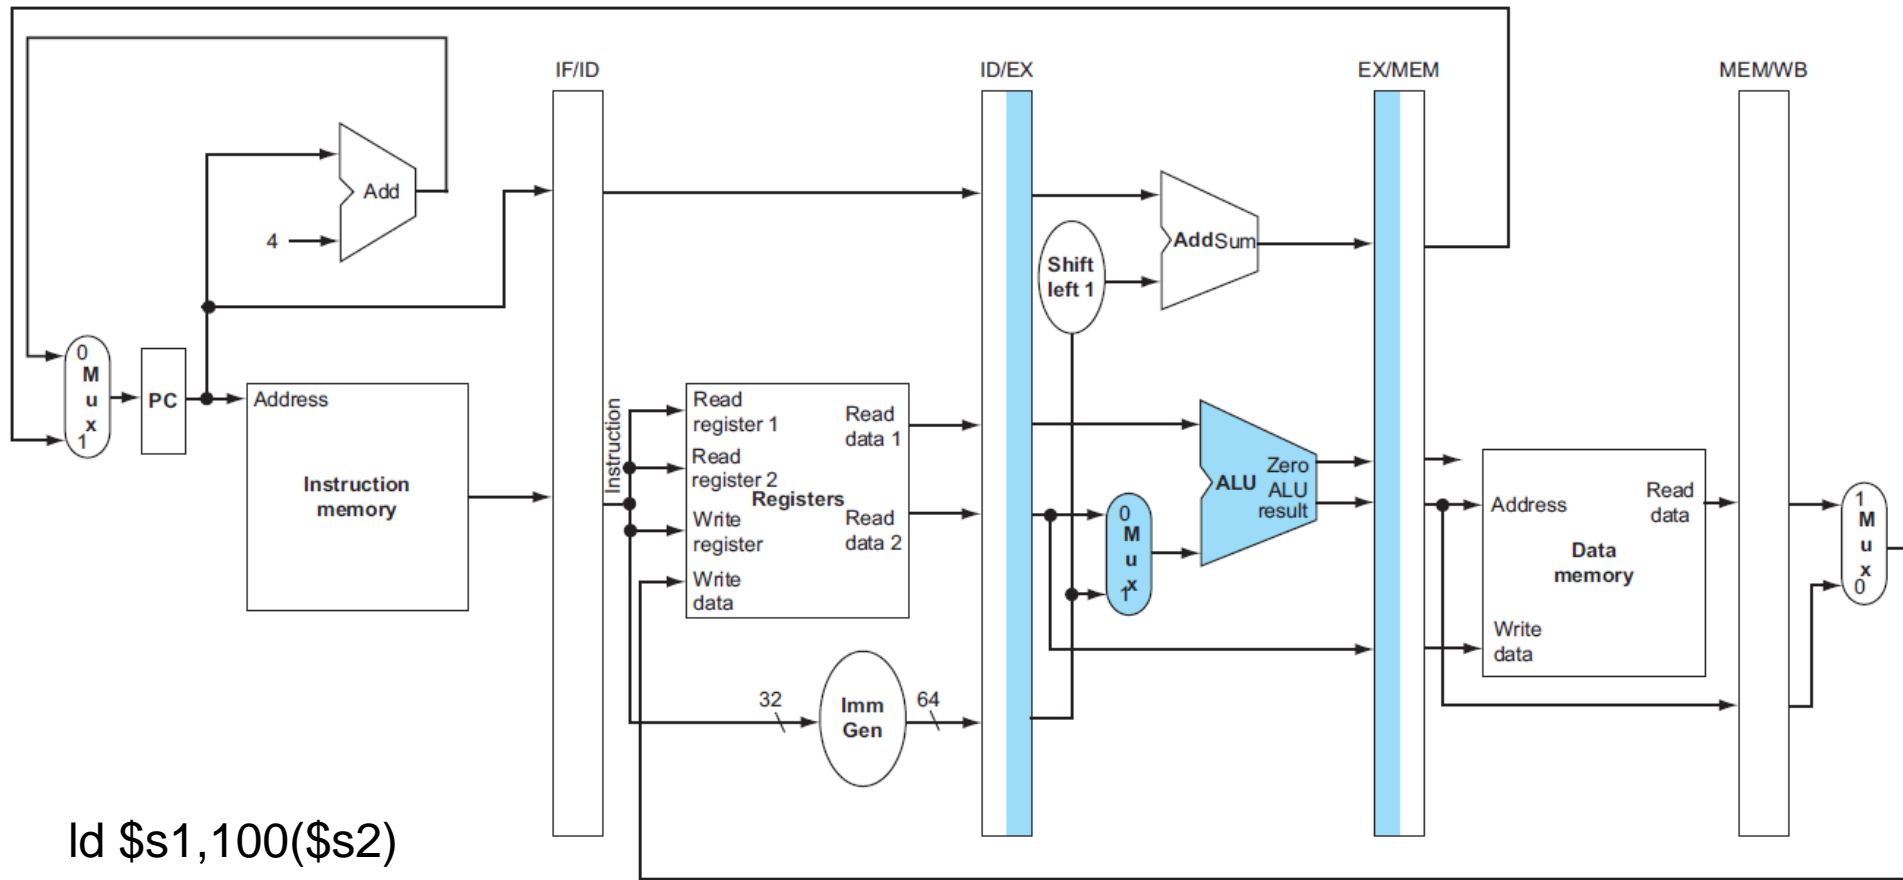 IF/ID
ID/EX
EX/MEM
MEM/WB
Add
4
Add Sum
Shift
left 1
0
M
u
x
1
PC
Address
Instruction
memory
Instruction
Read
register 1
Read
register 2
Write
register
Write
data
Registers
Read
data 1
Read
data 2
0
M
u
x
1
ALU
Zero
ALU
result
Address
Read
data
Data
memory
Write
data
1
M
u
x
0
32
Imm
Gen
64
ld $s1,100($s2)